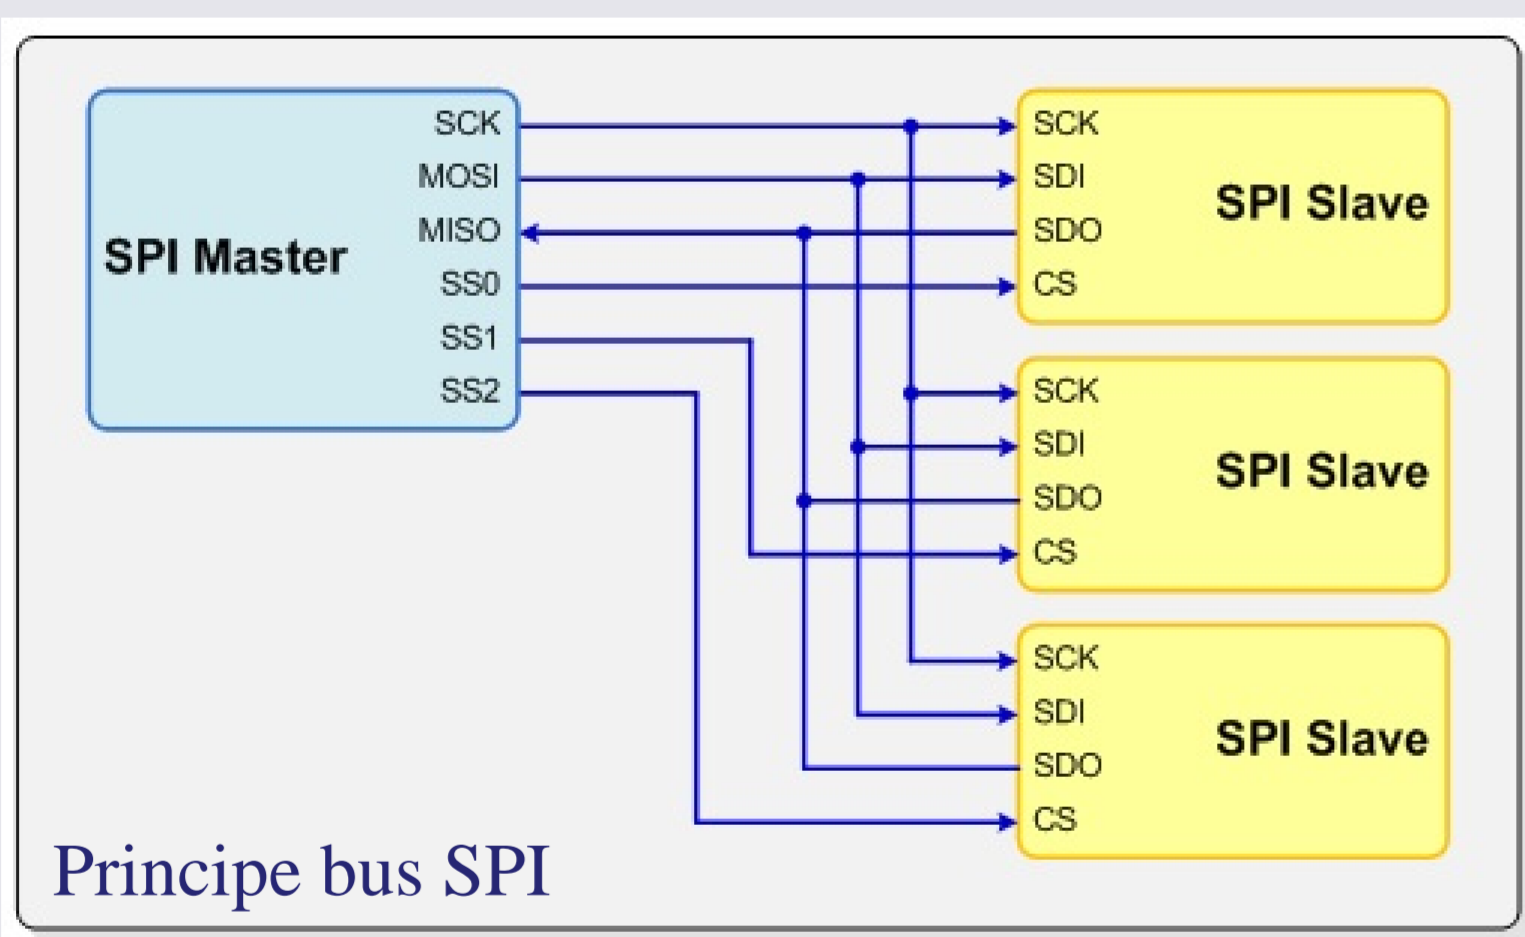 SPI Master
SCK
MOSI
MISO
SS0
SS1
SS2
SCK
SDI
SDO
CS
SPI Slave
SCK
SDI
SDO
CS
SPI Slave
SCK
SDI
SDO
CS
SPI Slave
Principe bus SPI